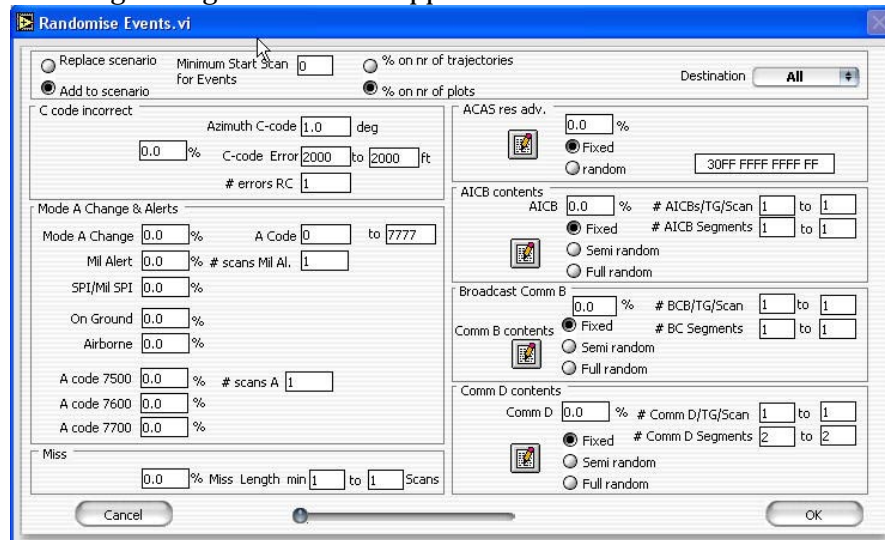 Randomise Events.vi
Replace scenario
Add to scenario
Minimum Start Scan 0
for Events
% on nr of trajectories
% on nr of plots
Destination All
C code incorrect
Azimuth C-code 1.0 deg
0.0 % C-code Error 2000 to 2000 ft
# errors RC 1
Mode A Change & Alerts
Mode A Change 0.0 % A Code 0 to 7777
Mil Alert 0.0 % # scans Mil Al. 1
SPI/Mil SPI 0.0 %
On Ground 0.0 %
Airborne 0.0 %
A code 7500 0.0 % # scans A 1
A code 7600 0.0 %
A code 7700 0.0 %
Miss
0.0 % Miss Length min 1 to 1 Scans
ACAS res adv.
0.0 %
Fixed
random 30FF FFFF FFFF FF
AICB contents
AICB 0.0 % # AICBs/TG/Scan 1 to 1
Fixed # AICB Segments 1 to 1
Semi random
Full random
Broadcast Comm B
0.0 % # BCB/TG/Scan 1 to 1
Comm B contents Fixed # BC Segments 1 to 1
Semi random
Full random
Comm D contents
Comm D 0.0 % # Comm D/TG/Scan 1 to 1
Fixed # Comm D Segments 2 to 2
Semi random
Full random
Cancel
OK